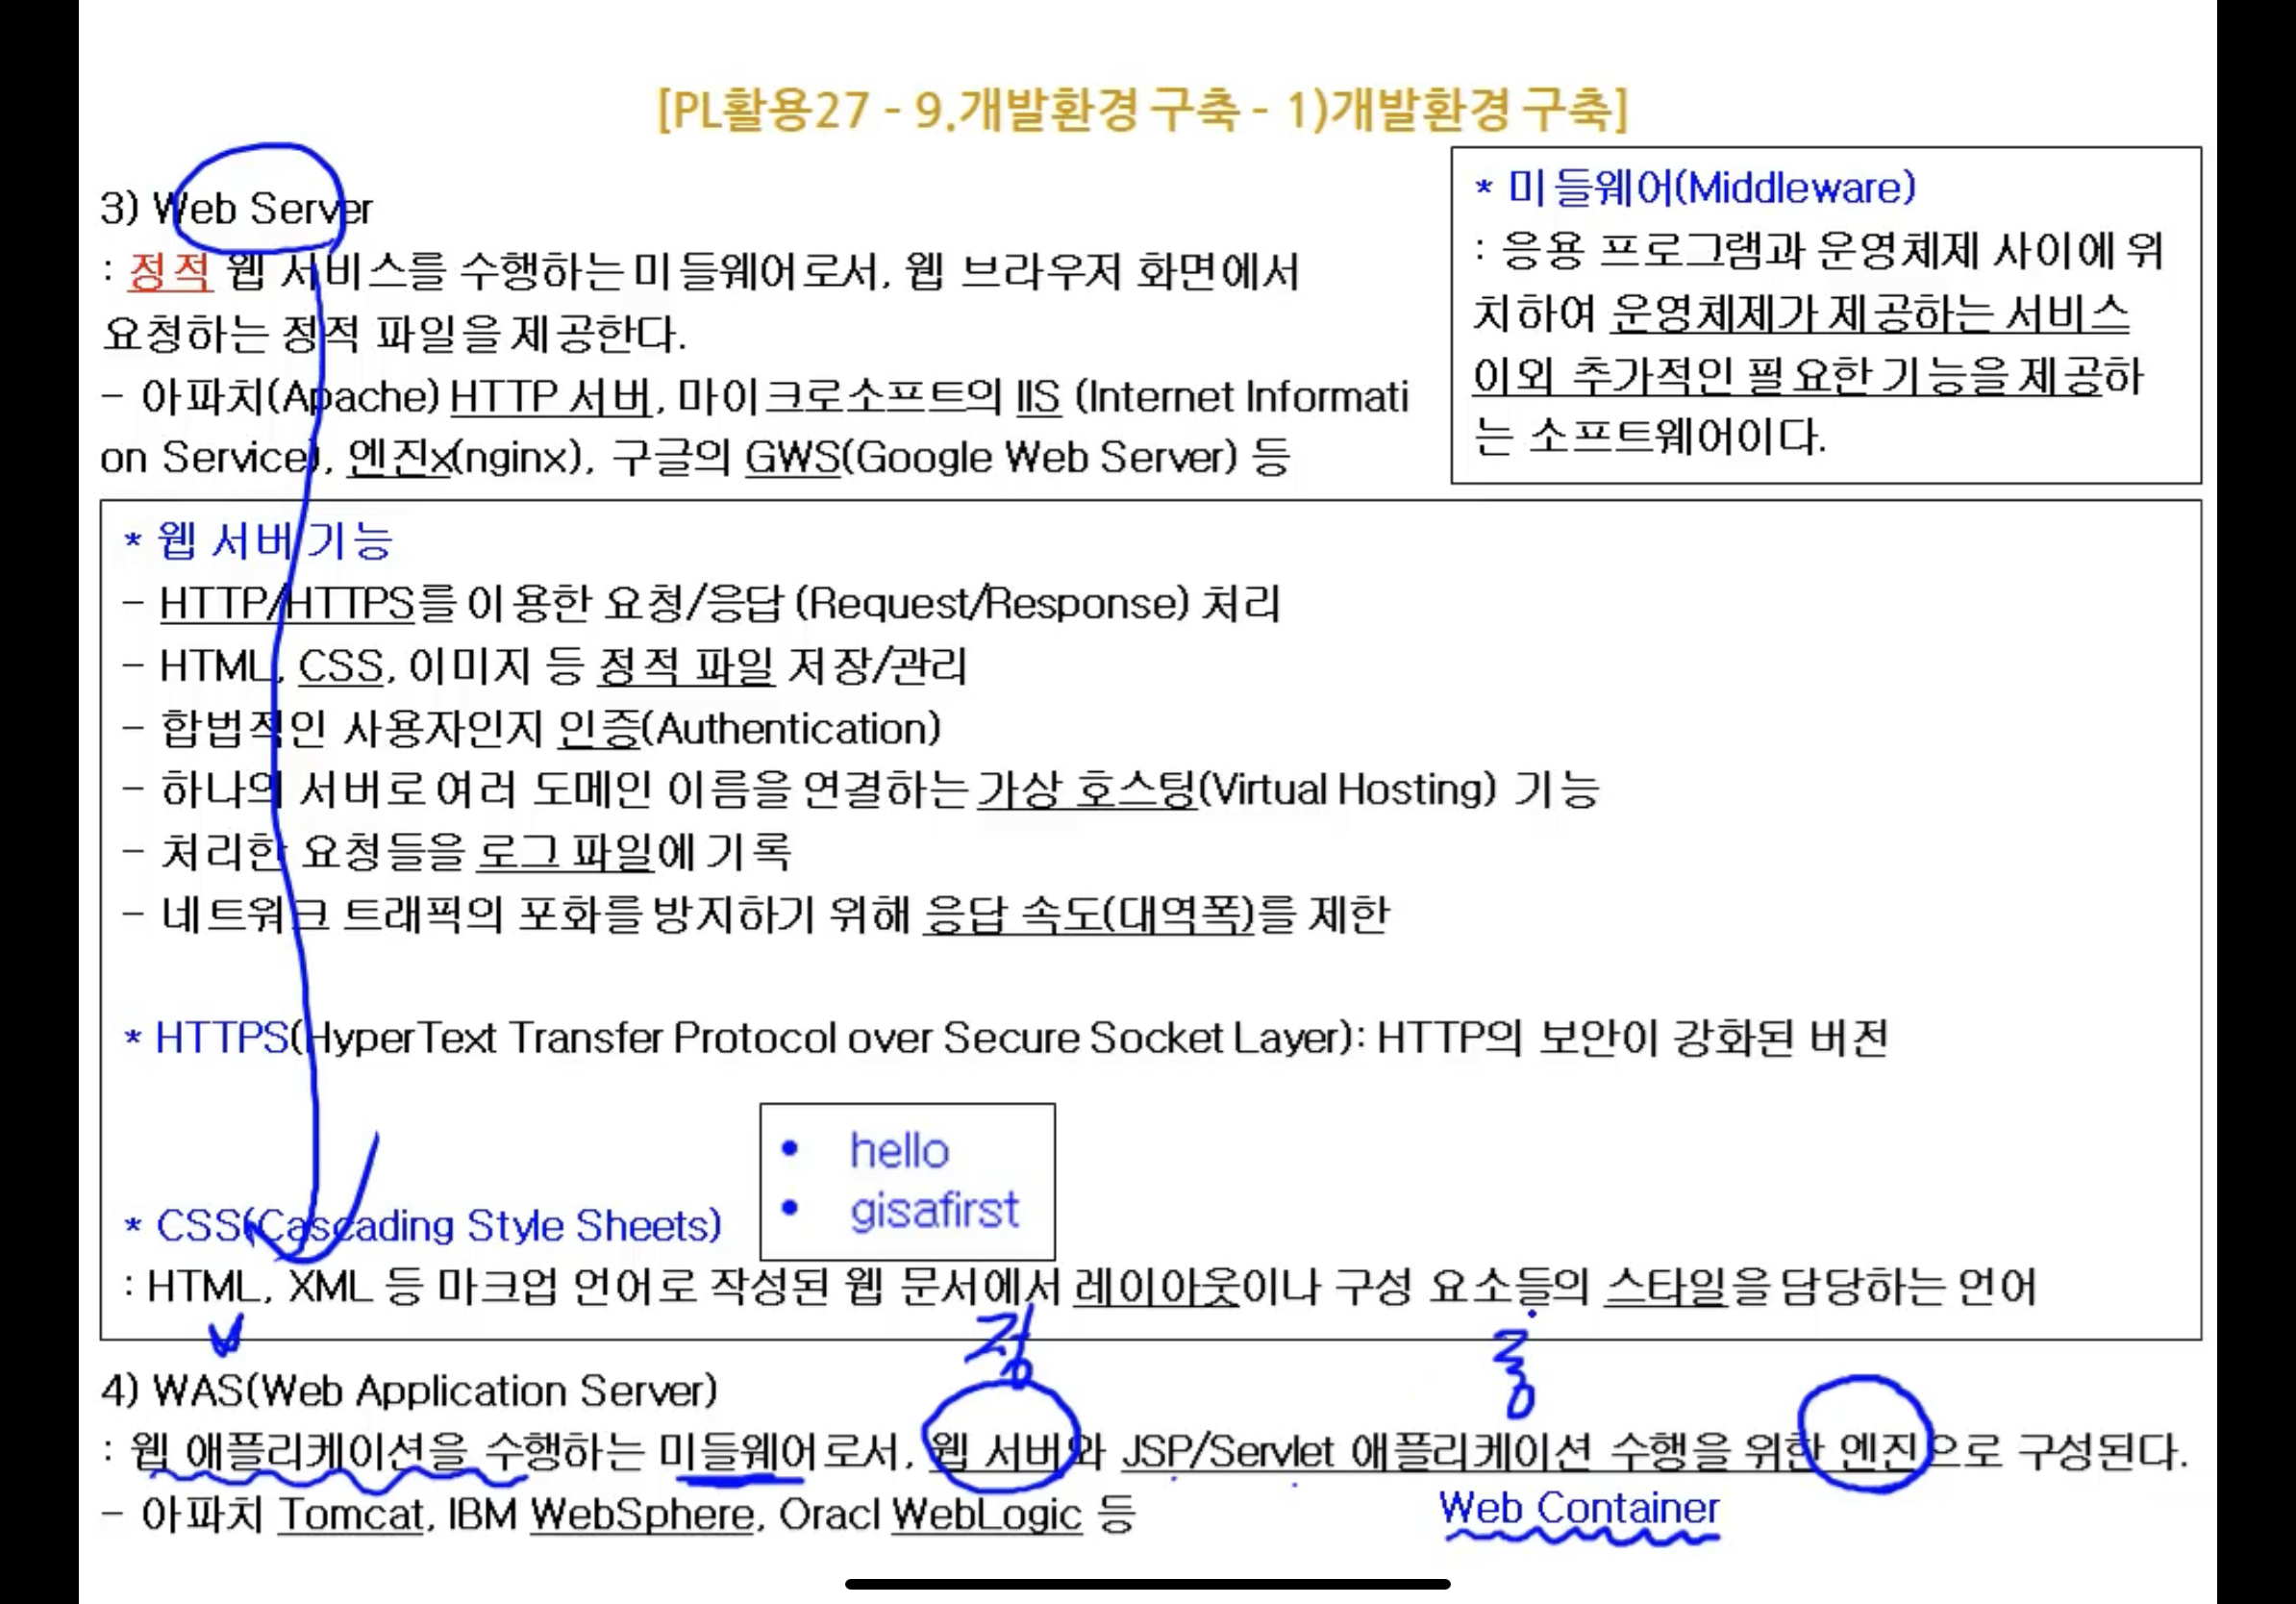 [PL활용27 - 9.개발환경 구축 - 1)개발환경 구축]
3) Web Server
: 정적 웹 서비스를 수행하는 미들웨어로서, 웹 브라우저 화면에서
요청하는 정적 파일을 제공한다.
- 아파치(Apache) HTTP 서버, 마이크로소프트의 IIS (Internet Informati
on Service), 엔진x(nginx), 구글의 GWS(Google Web Server) 등
* 미들웨어(Middleware)
: 응용 프로그램과 운영체제 사이에 위
치하여 운영체제가 제공하는 서비스
이외 추가적인 필요한 기능을 제공하
는 소프트웨어이다.
* 웹 서버 기능
- HTTP/HTTPS를 이용한 요청/응답 (Request/Response) 처리
- HTML, CSS, 이미지 등 정적 파일 저장/관리
- 합법적인 사용자인지 인증(Authentication)
- 하나의 서버로 여러 도메인 이름을 연결하는 가상 호스팅(Virtual Hosting) 기능
- 처리한 요청들을 로그 파일에 기록
- 네트워크 트래픽의 포화를 방지하기 위해 응답 속도(대역폭)를 제한
* HTTPS(HyperText Transfer Protocol over Secure Socket Layer): HTTP의 보안이 강화된 버전
• hello
• gisafirst
* CSS(Cascading Style Sheets)
: HTML, XML 등 마크업 언어로 작성된 웹 문서에서 레이아웃이나 구성 요소들의 스타일을 담당하는 언어
정 동
4) WAS(Web Application Server)
: 웹 애플리케이션을 수행하는 미들웨어로서, 웹 서버와 JSP/Servlet 애플리케이션 수행을 위한 엔진으로 구성된다.
Web Container
- 아파치 Tomcat, IBM WebSphere, Oracl WebLogic 등